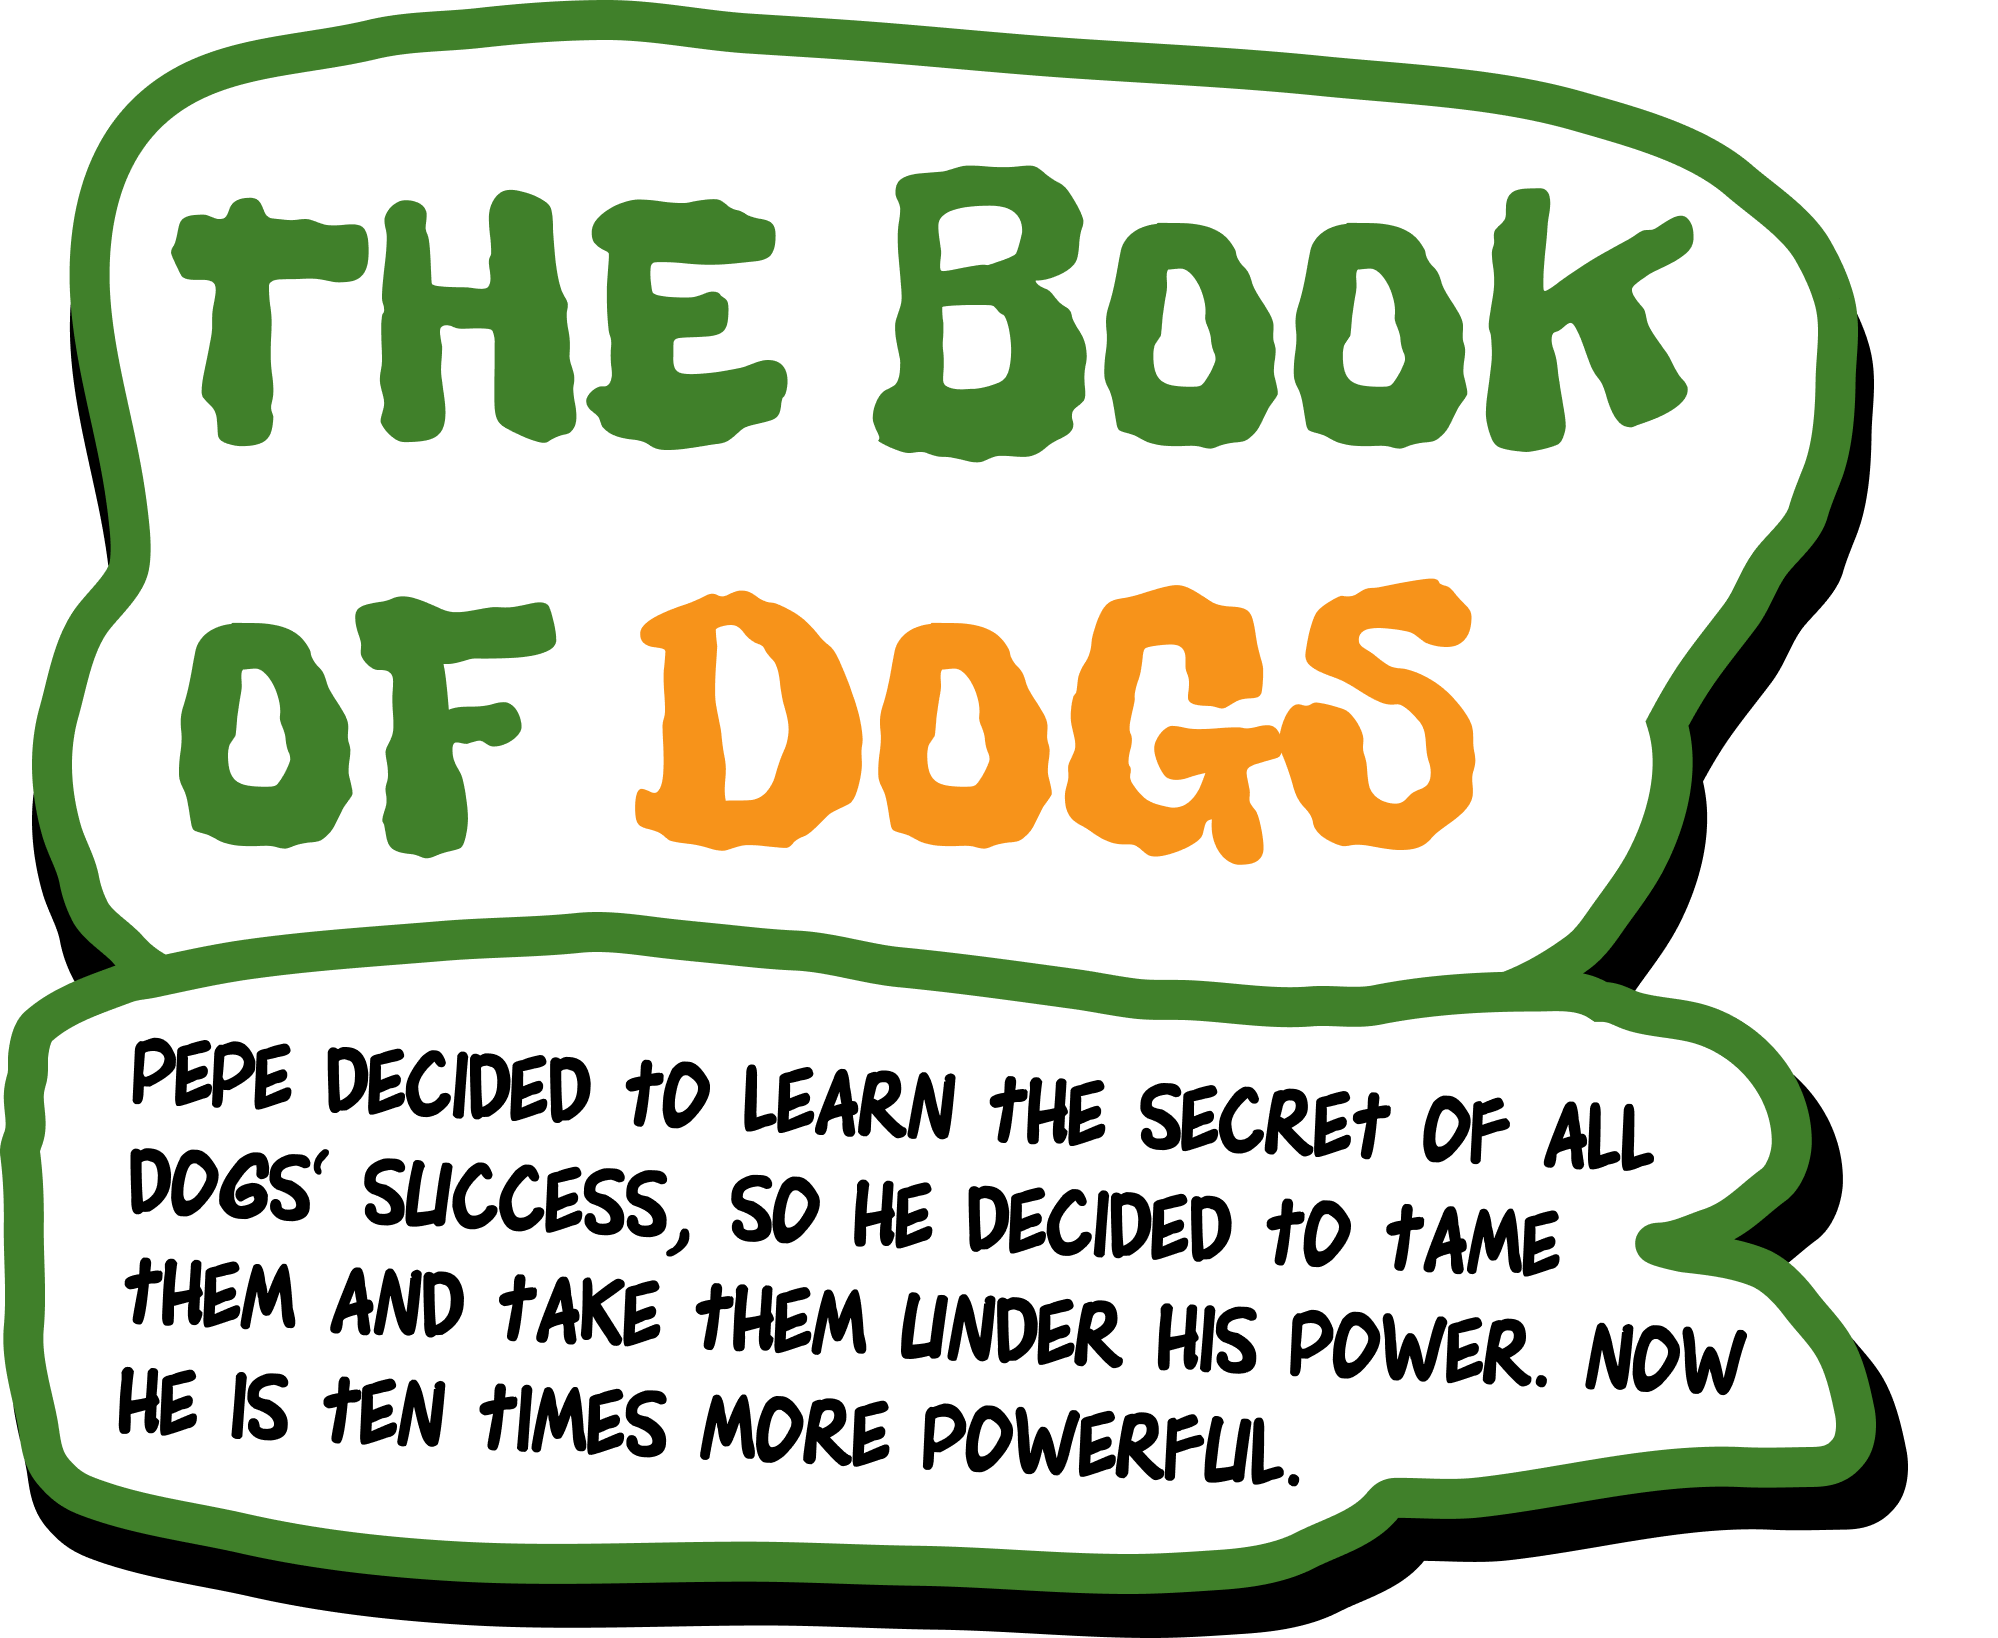 THE BOOK
OF DOGS
PEPE DECIDED TO LEARN THE SECRET OF ALL
DOGS' SUCCESS, SO HE DECIDED TO TAME
THEM AND TAKE THEM UNDER HIS POWER. NOW
HE IS TEN TIMES MORE POWERFUL.